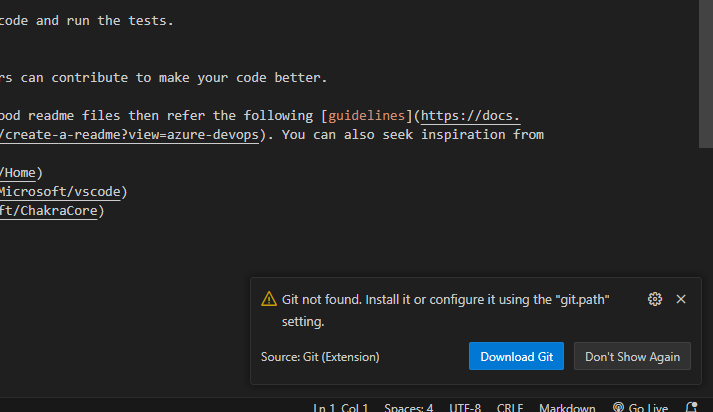 code and run the tests.
rs can contribute to make your code better.
ood readme files then refer the following [guidelines](https://docs.
/create-a-readme?view=azure-devops). You can also seek inspiration from
/Home)
Microsoft/vscode)
ft/ChakraCore)
Git not found. Install it or configure it using the "git.path"
setting.
Source: Git (Extension)
Download Git
Don't Show Again
Ln 1, Col 1 Spaces: 4 UTF-8 CRLF Markdown Go Live